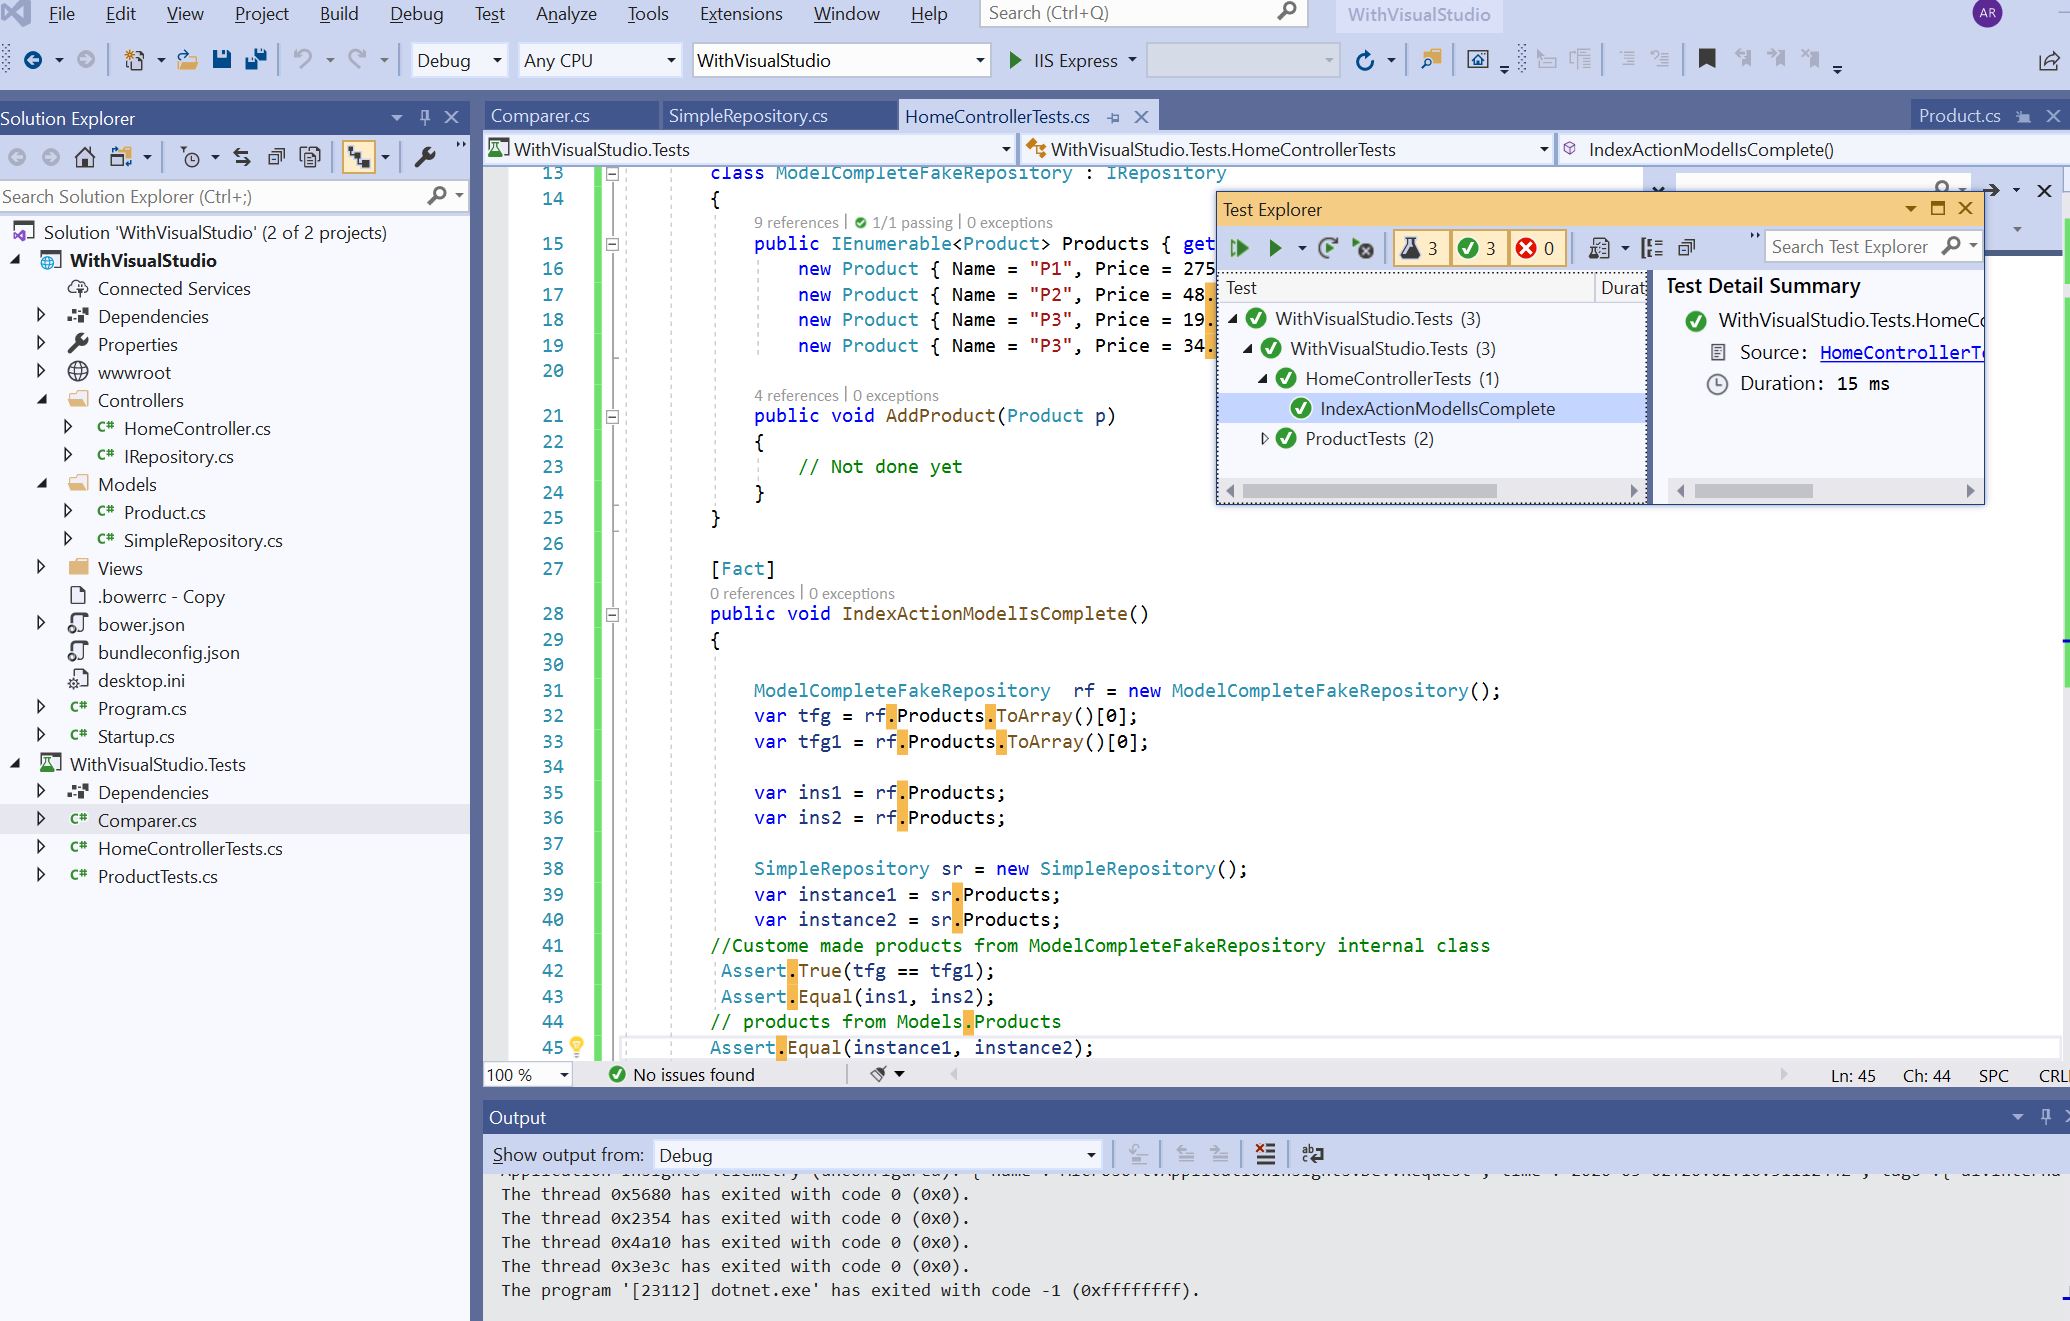 File Edit View Project Build Debug Test Analyze Tools Extensions Window Help Search (Ctrl+Q) WithVisualStudio AR
Debug Any CPU WithVisualStudio IIS Express
Solution Explorer
Search Solution Explorer (Ctrl+;)
Solution 'WithVisualStudio' (2 of 2 projects)
WithVisualStudio
Connected Services
Dependencies
Properties
wwwroot
Controllers
C# HomeController.cs
C# IRepository.cs
Models
C# Product.cs
C# SimpleRepository.cs
Views
.bowerrc - Copy
bower.json
bundleconfig.json
desktop.ini
C# Program.cs
C# Startup.cs
WithVisualStudio.Tests
Dependencies
C# Comparer.cs
C# HomeControllerTests.cs
C# ProductTests.cs
Comparer.cs SimpleRepository.cs HomeControllerTests.cs Product.cs
WithVisualStudio.Tests WithVisualStudio.Tests.HomeControllerTests IndexActionModelIsComplete()
13 class ModelCompleteFakeRepository : IRepository
14 {
9 references | 1/1 passing | 0 exceptions
15 public IEnumerable<Product> Products { get
16 new Product { Name = "P1", Price = 275
17 new Product { Name = "P2", Price = 48.
18 new Product { Name = "P3", Price = 19.
19 new Product { Name = "P3", Price = 34.
20
4 references | 0 exceptions
21 public void AddProduct(Product p)
22 {
23 // Not done yet
24 }
25 }
26
27 [Fact]
0 references | 0 exceptions
28 public void IndexActionModelIsComplete()
29 {
30
31 ModelCompleteFakeRepository rf = new ModelCompleteFakeRepository();
32 var tfg = rf.Products.ToArray()[0];
33 var tfg1 = rf.Products.ToArray()[0];
34
35 var ins1 = rf.Products;
36 var ins2 = rf.Products;
37
38 SimpleRepository sr = new SimpleRepository();
39 var instance1 = sr.Products;
40 var instance2 = sr.Products;
41 //Custome made products from ModelCompleteFakeRepository internal class
42 Assert.True(tfg == tfg1);
43 Assert.Equal(ins1, ins2);
44 // products from Models.Products
45 Assert.Equal(instance1, instance2);
Test Explorer
3 3 0 Search Test Explorer
Test Durat
WithVisualStudio.Tests (3)
WithVisualStudio.Tests (3)
HomeControllerTests (1)
IndexActionModelIsComplete
ProductTests (2)
Test Detail Summary
WithVisualStudio.Tests.HomeCo
Source: HomeControllerTe
Duration: 15 ms
100 % No issues found Ln: 45 Ch: 44 SPC CRL
Output
Show output from: Debug
The thread 0x5680 has exited with code 0 (0x0).
The thread 0x2354 has exited with code 0 (0x0).
The thread 0x4a10 has exited with code 0 (0x0).
The thread 0x3e3c has exited with code 0 (0x0).
The program '[23112] dotnet.exe' has exited with code -1 (0xffffffff).